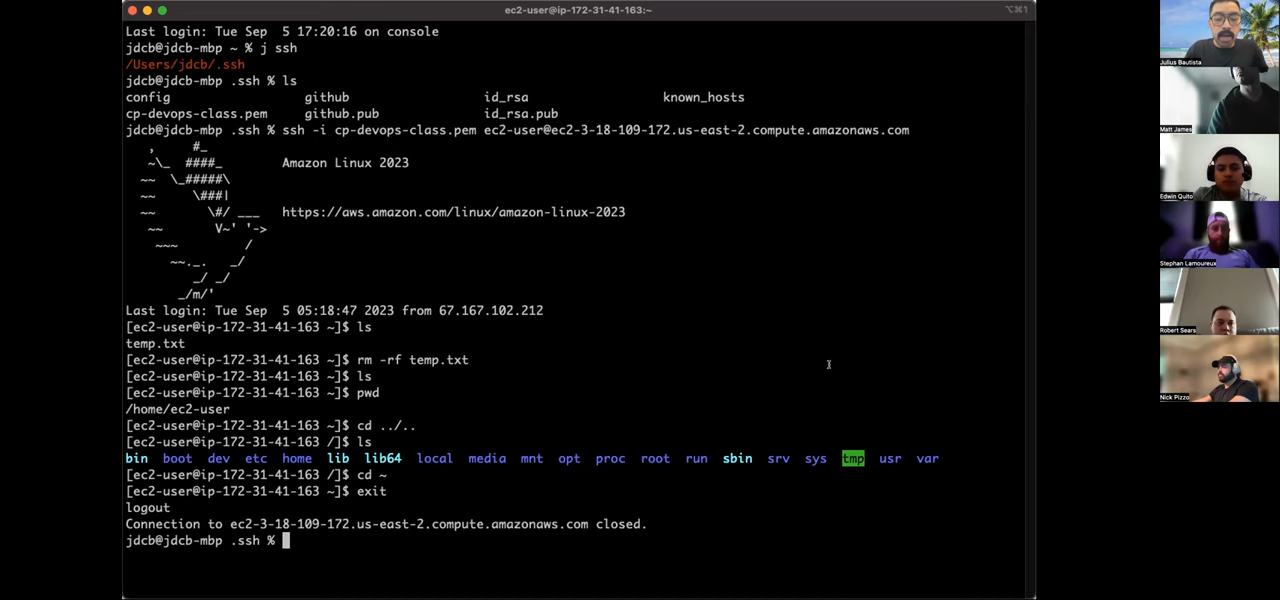 ec2-user@ip-172-31-41-163:~
⌥⌘1
Last login: Tue Sep  5 17:20:16 on console
jdcb@jdcb-mbp ~ % j ssh
/Users/jdcb/.ssh
jdcb@jdcb-mbp .ssh % ls
config                  github                  id_rsa                  known_hosts
cp-devops-class.pem     github.pub              id_rsa.pub
jdcb@jdcb-mbp .ssh % ssh -i cp-devops-class.pem ec2-user@ec2-3-18-109-172.us-east-2.compute.amazonaws.com
   ,     #_
   ~\_  ####_        Amazon Linux 2023
  ~~  \_#####\
  ~~     \###|
  ~~       \#/ ___   https://aws.amazon.com/linux/amazon-linux-2023
   ~~       V~' '->
    ~~~         /
      ~~._.   _/
         _/ _/
       _/m/'
Last login: Tue Sep  5 05:18:47 2023 from 67.167.102.212
[ec2-user@ip-172-31-41-163 ~]$ ls
temp.txt
[ec2-user@ip-172-31-41-163 ~]$ rm -rf temp.txt
[ec2-user@ip-172-31-41-163 ~]$ ls
[ec2-user@ip-172-31-41-163 ~]$ pwd
/home/ec2-user
[ec2-user@ip-172-31-41-163 ~]$ cd ../..
[ec2-user@ip-172-31-41-163 /]$ ls
bin  boot  dev  etc  home  lib  lib64  local  media  mnt  opt  proc  root  run  sbin  srv  sys  tmp  usr  var
[ec2-user@ip-172-31-41-163 /]$ cd ~
[ec2-user@ip-172-31-41-163 ~]$ exit
logout
Connection to ec2-3-18-109-172.us-east-2.compute.amazonaws.com closed.
jdcb@jdcb-mbp .ssh %
Julius Bautista
Matt James
Edwin Quito
Stephan Lamoureux
Robert Sears
Nick Pizzo